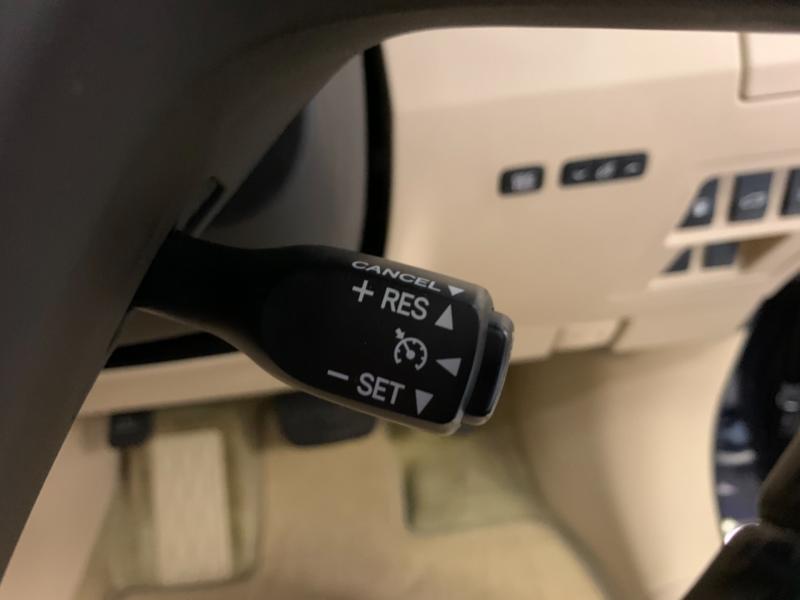 CANCEL
+ RES
- SET